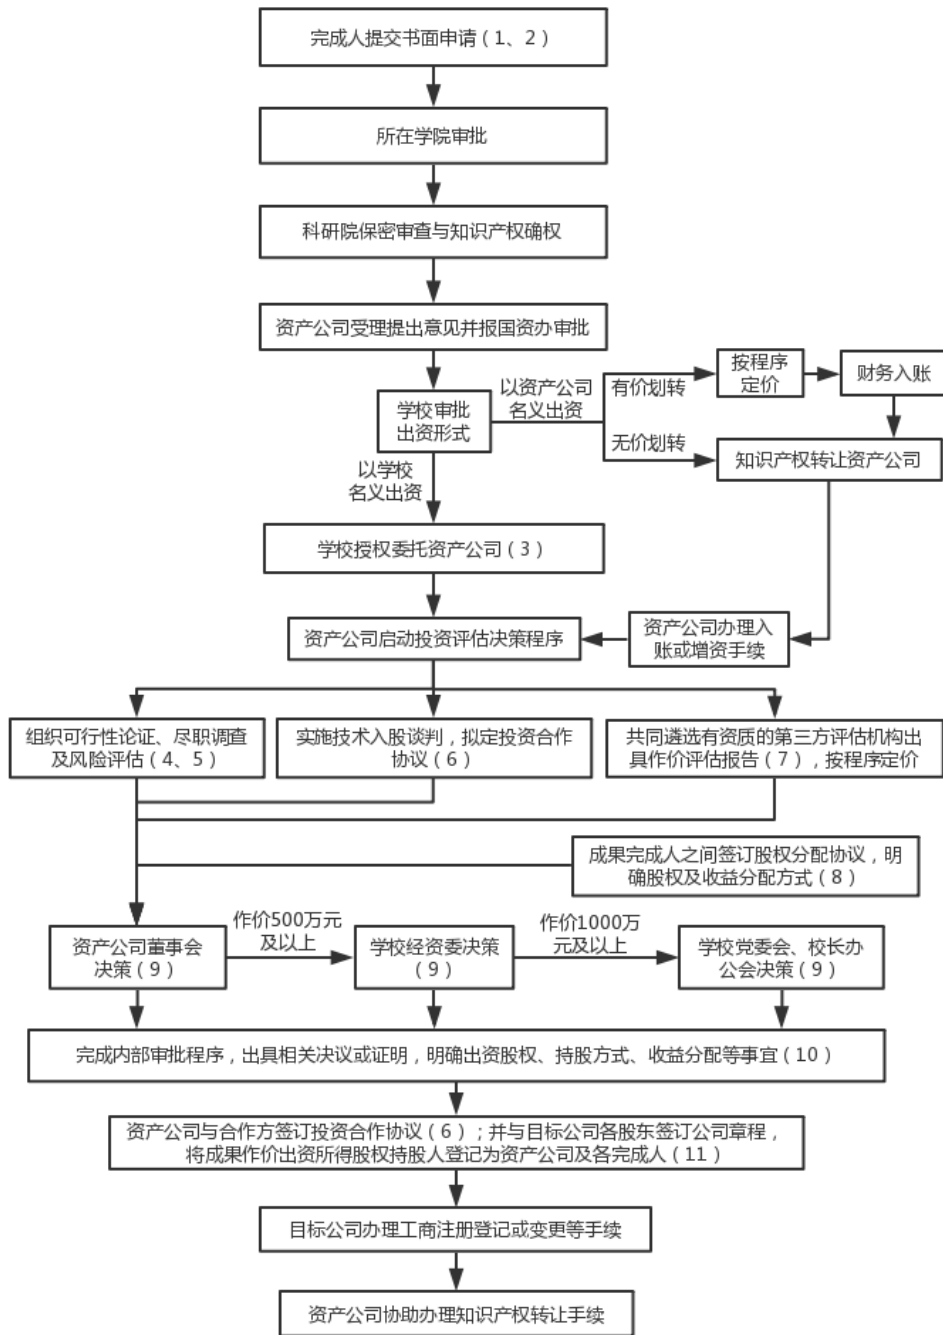 完成人提交书面申请（1、2）
所在学院审批
科研院保密审查与知识产权确权
资产公司受理提出意见并报国资办审批
学校审批
出资形式
以资产公司
名义出资
有价划转
按程序
定价
财务入账
无价划转
知识产权转让资产公司
以学校
名义出资
学校授权委托资产公司（3）
资产公司启动投资评估决策程序
资产公司办理入
账或增资手续
组织可行性论证、尽职调查
及风险评估（4、5）
实施技术入股谈判，拟定投资合作
协议（6）
共同遴选有资质的第三方评估机构出
具作价评估报告（7），按程序定价
成果完成人之间签订股权分配协议，明
确股权及收益分配方式（8）
资产公司董事会
决策（9）
作价500万元
及以上
学校经资委决策
（9）
作价1000万
元及以上
学校党委会、校长办
公会决策（9）
完成内部审批程序，出具相关决议或证明，明确出资股权、持股方式、收益分配等事宜（10）
资产公司与合作方签订投资合作协议（6）；并与目标公司各股东签订公司章程，
将成果作价出资所得股权持股人登记为资产公司及各完成人（11）
目标公司办理工商注册登记或变更等手续
资产公司协助办理知识产权转让手续